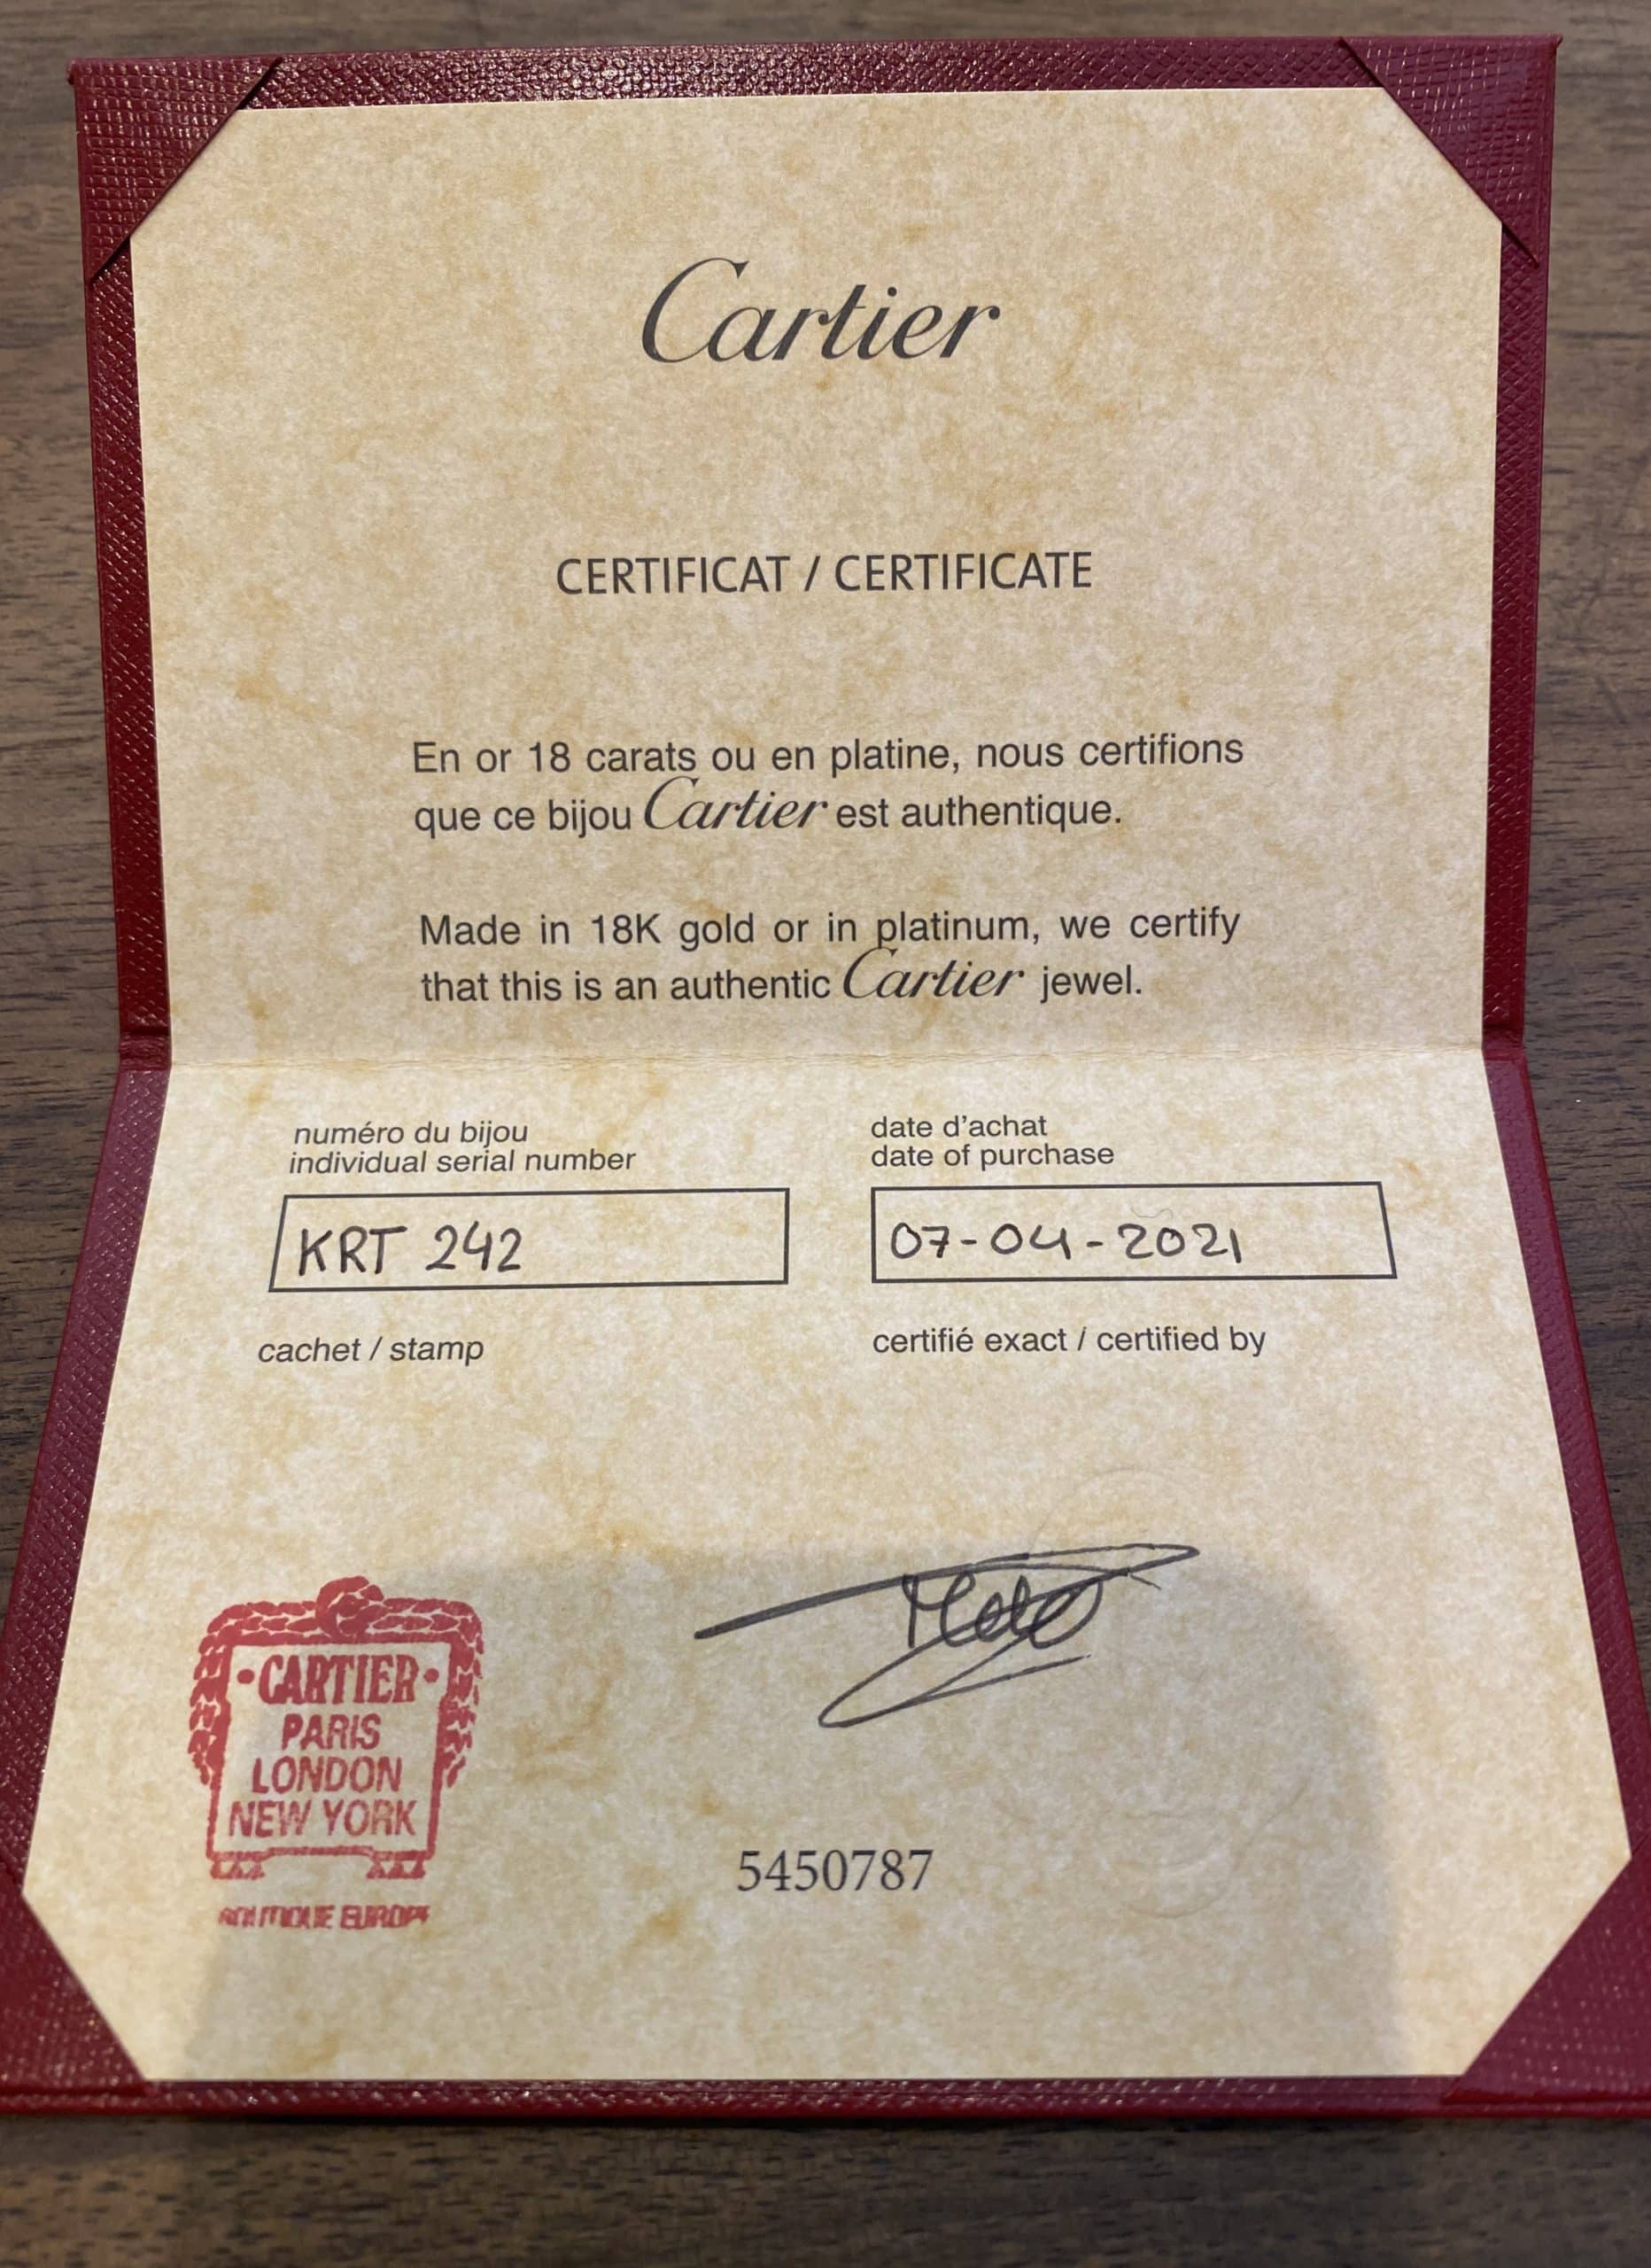 Cartier
CERTIFICAT / CERTIFICATE
En or 18 carats ou en platine, nous certifions
que ce bijou Cartier est authentique.
Made in 18K gold or in platinum, we certify
that this is an authentic Cartier jewel.
numéro du bijou
individual serial number
KRT 242
date d'achat
date of purchase
07-04-2021
cachet / stamp
certifié exact / certified by
·CARTIER·
PARIS
LONDON
NEW YORK
BOUTIQUE EUROPE
5450787